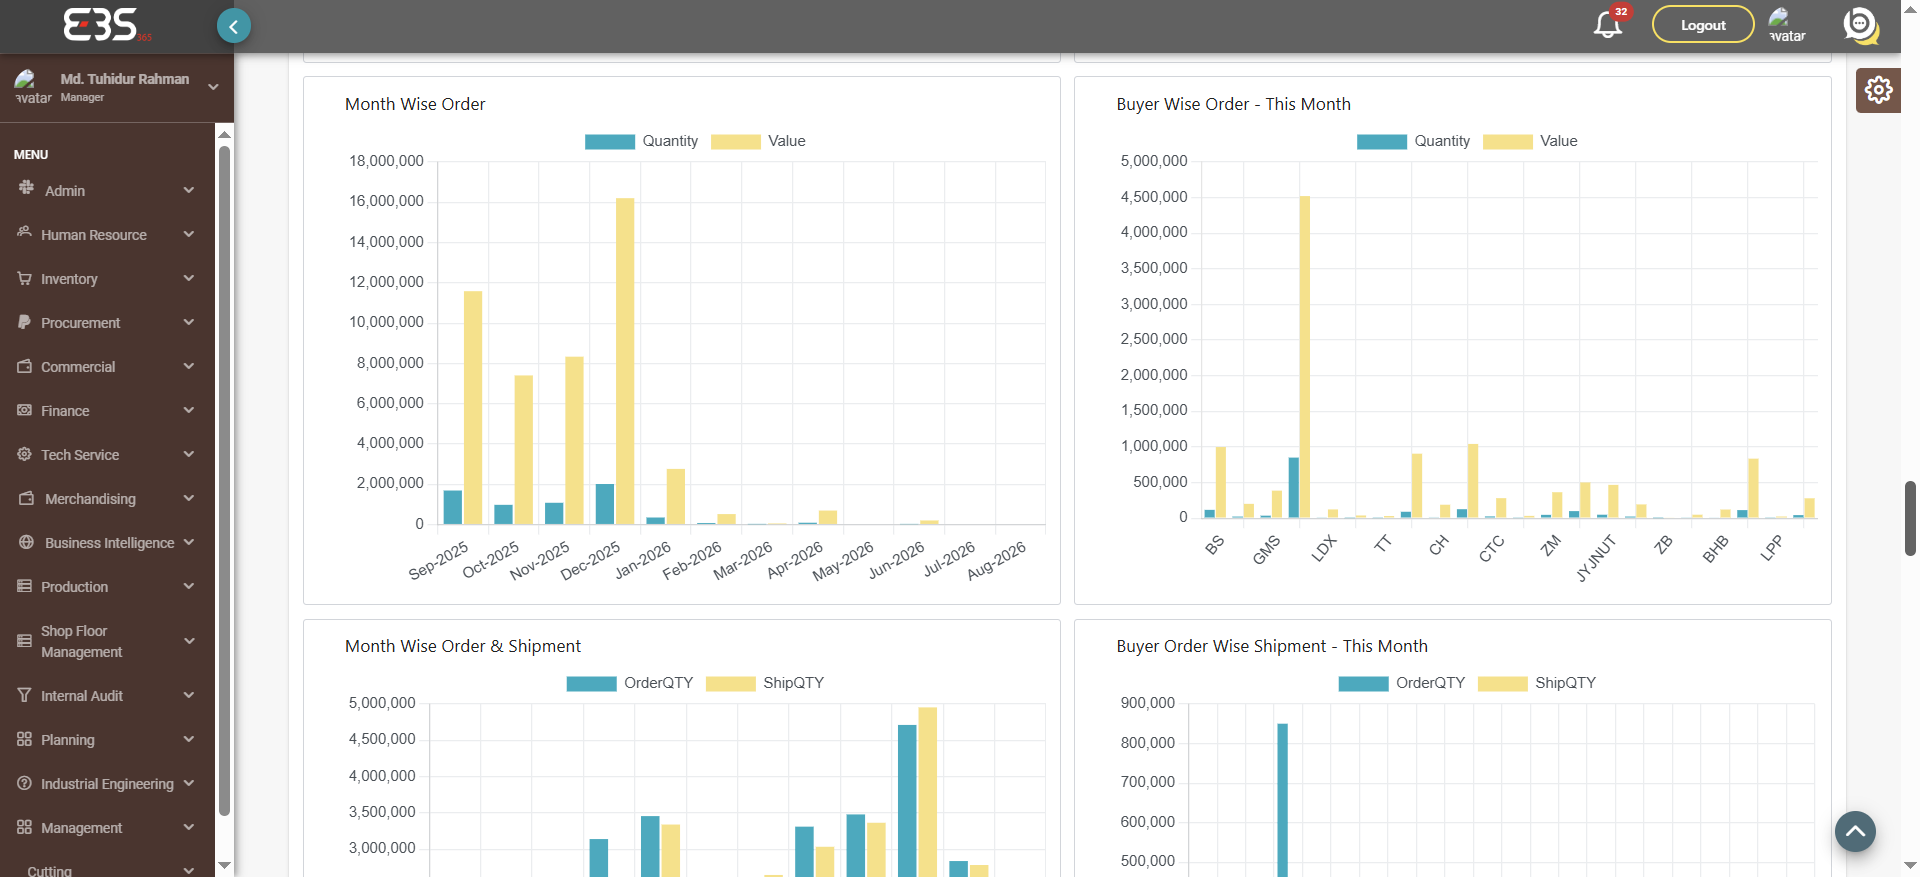 E3S 365
32
Logout
avatar
avatar
Md. Tuhidur Rahman
Manager
MENU
Admin
Human Resource
Inventory
Procurement
Commercial
Finance
Tech Service
Merchandising
Business Intelligence
Production
Shop Floor
Management
Internal Audit
Planning
Industrial Engineering
Management
Cutting
Month Wise Order
Quantity Value
18,000,000
16,000,000
14,000,000
12,000,000
10,000,000
8,000,000
6,000,000
4,000,000
2,000,000
0
Sep-2025 Oct-2025 Nov-2025 Dec-2025 Jan-2026 Feb-2026 Mar-2026 Apr-2026 May-2026 Jun-2026 Jul-2026 Aug-2026
Buyer Wise Order - This Month
Quantity Value
5,000,000
4,500,000
4,000,000
3,500,000
3,000,000
2,500,000
2,000,000
1,500,000
1,000,000
500,000
0
BS GMS LDX TT CH CTC ZM JYJNUT ZB BHB LPP
Month Wise Order & Shipment
OrderQTY ShipQTY
5,000,000
4,500,000
4,000,000
3,500,000
3,000,000
Buyer Order Wise Shipment - This Month
OrderQTY ShipQTY
900,000
800,000
700,000
600,000
500,000